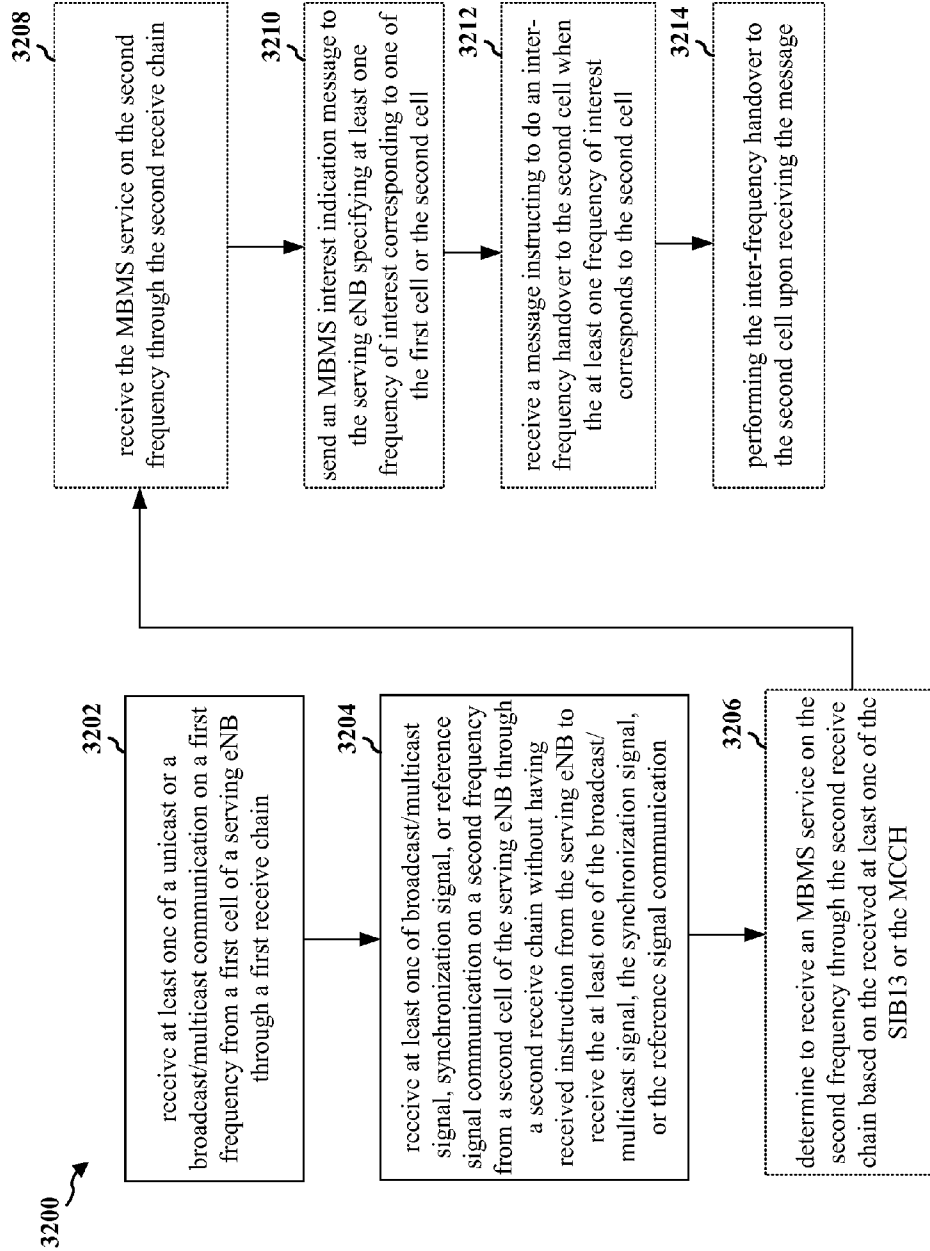 3200
3202
receive at least one of a unicast or a
broadcast/multicast communication on a first
frequency from a first cell of a serving eNB
through a first receive chain
3204
receive at least one of broadcast/multicast
signal, synchronization signal, or reference
signal communication on a second frequency
from a second cell of the serving eNB through
a second receive chain without having
received instruction from the serving eNB to
receive the at least one of the broadcast/
multicast signal, the synchronization signal,
or the reference signal communication
3206
determine to receive an MBMS service on the
second frequency through the second receive
chain based on the received at least one of the
SIB13 or the MCCH
3208
receive the MBMS service on the second
frequency through the second receive chain
3210
send an MBMS interest indication message to
the serving eNB specifying at least one
frequency of interest corresponding to one of
the first cell or the second cell
3212
receive a message instructing to do an inter-
frequency handover to the second cell when
the at least one frequency of interest
corresponds to the second cell
3214
performing the inter-frequency handover to
the second cell upon receiving the message